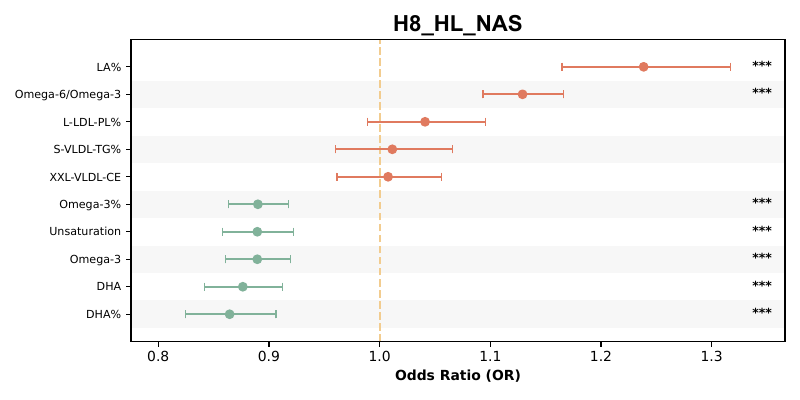 H8_HL_NAS
LA% ***
Omega-6/Omega-3 ***
L-LDL-PL%
S-VLDL-TG%
XXL-VLDL-CE
Omega-3% ***
Unsaturation ***
Omega-3 ***
DHA ***
DHA% ***
0.8 0.9 1.0 1.1 1.2 1.3
Odds Ratio (OR)